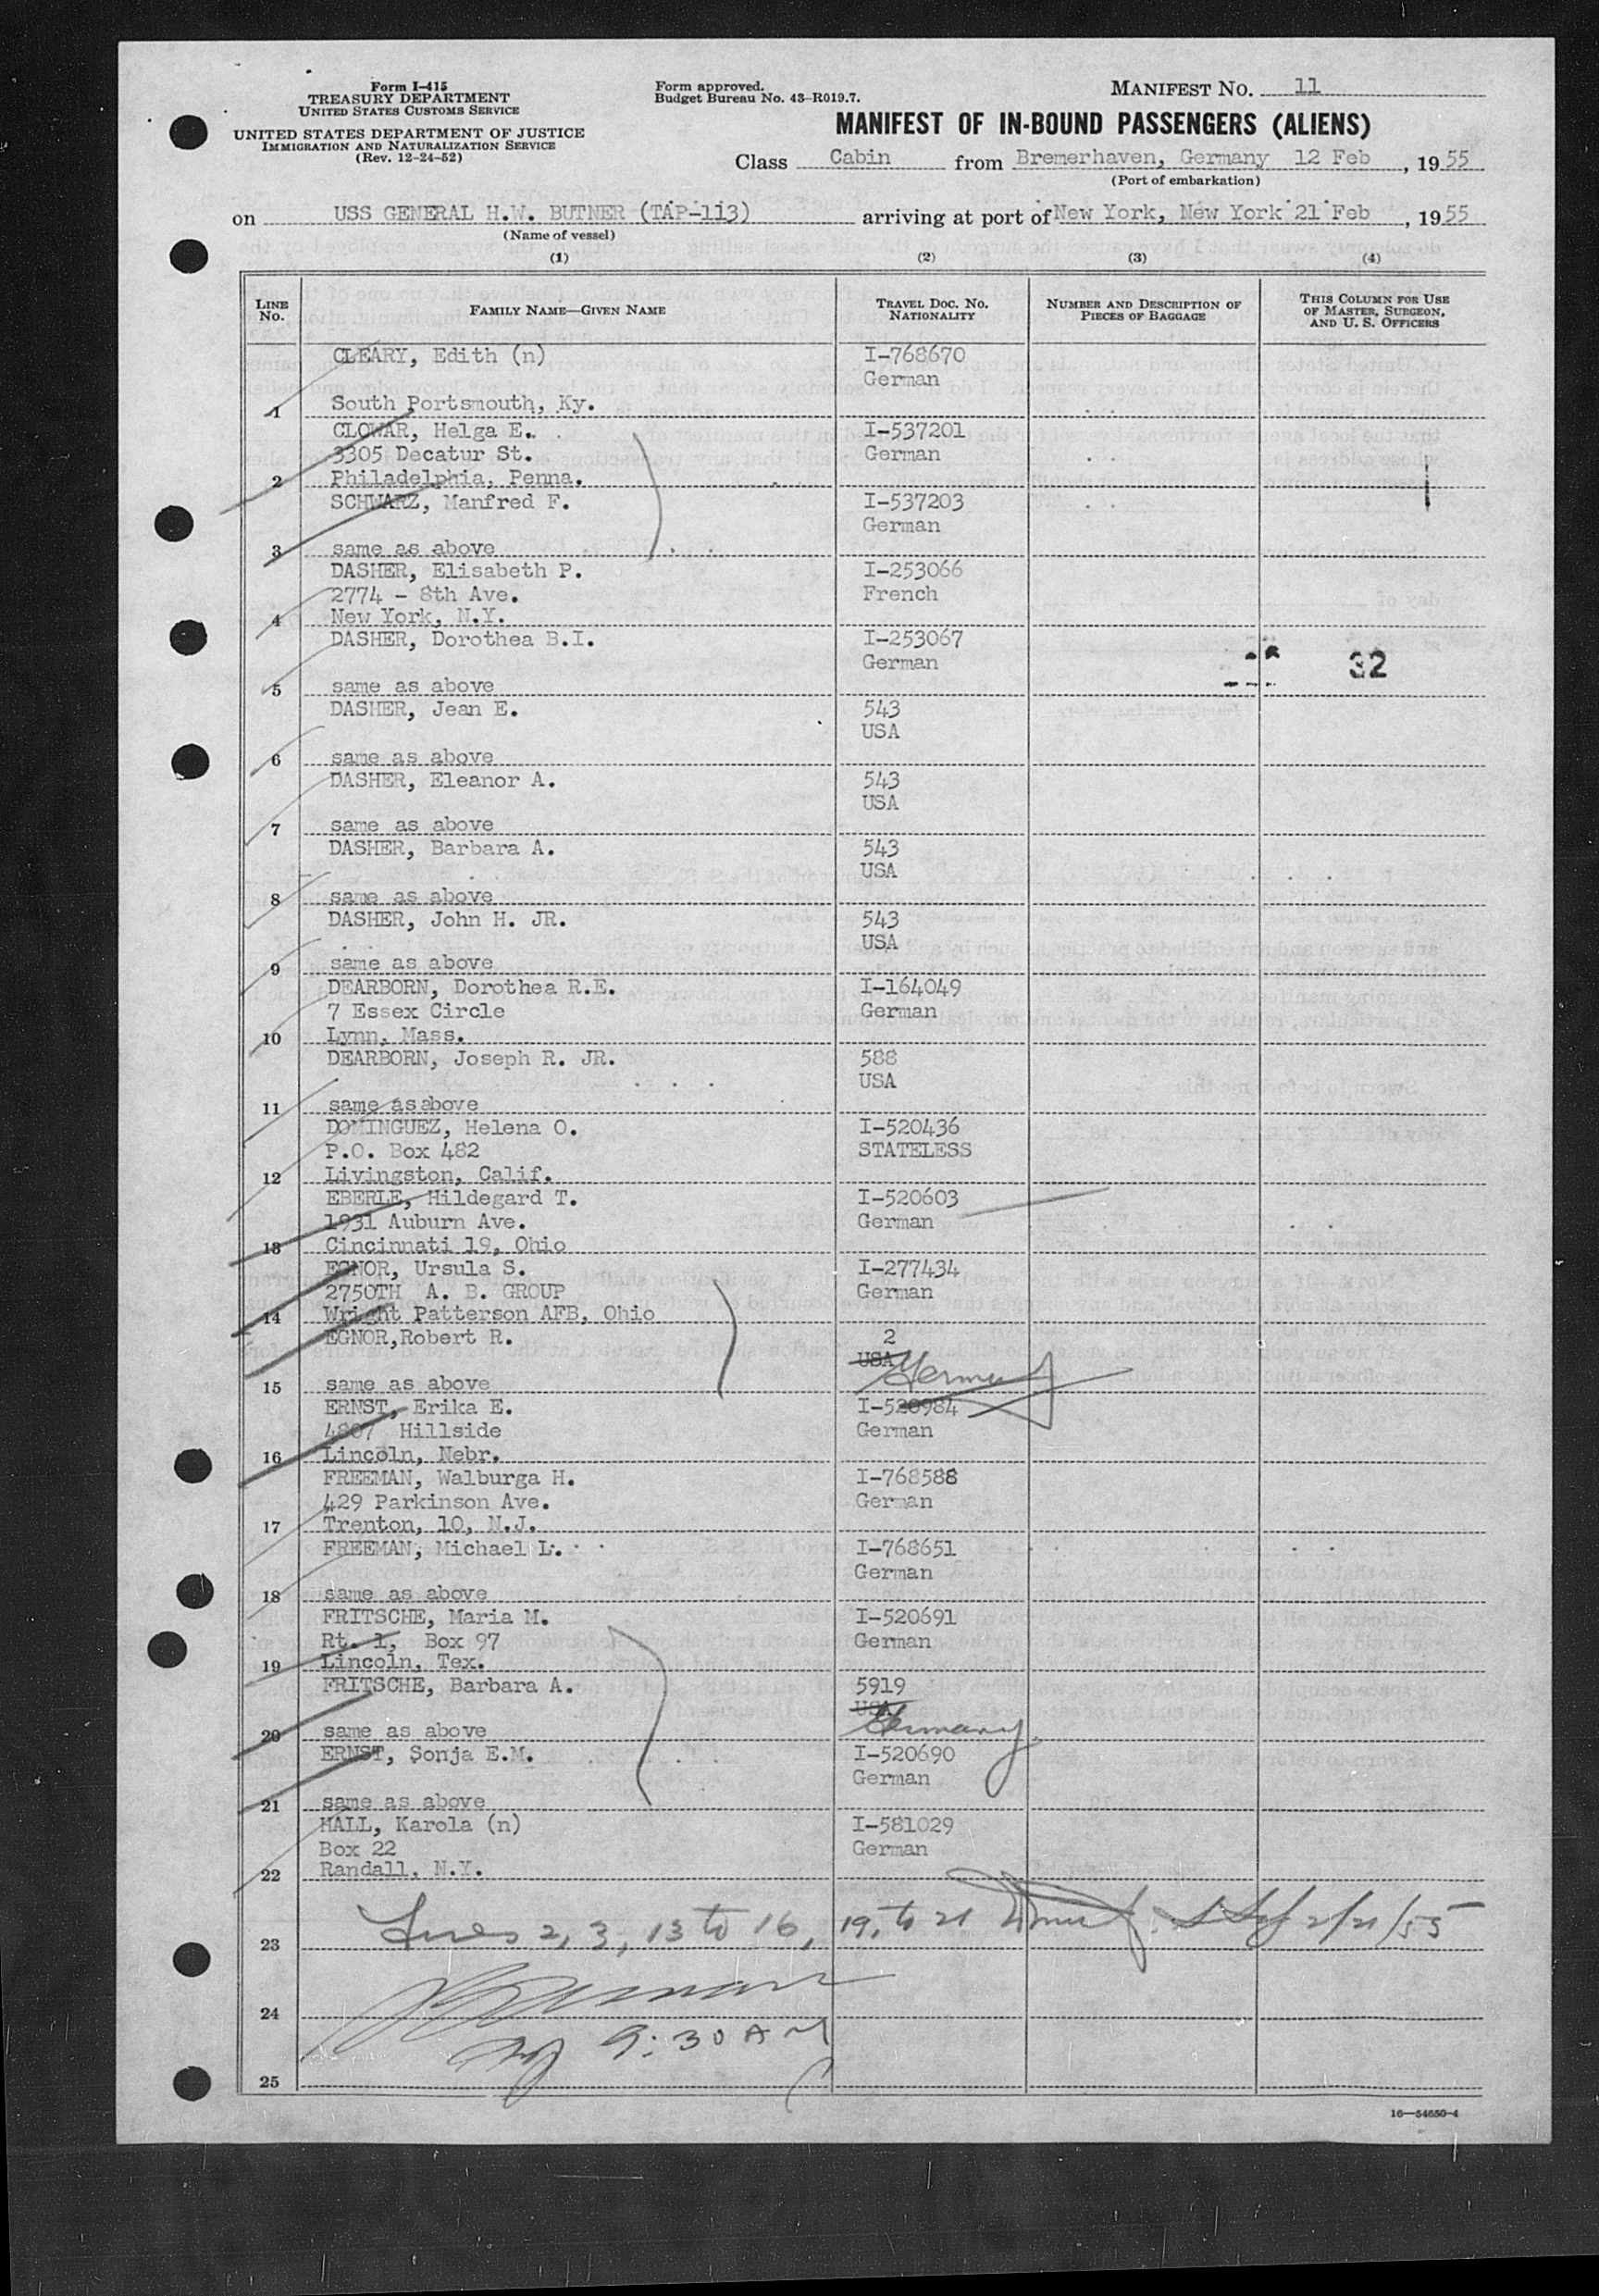 Form I-415
TREASURY DEPARTMENT
UNITED STATES CUSTOMS SERVICE
UNITED STATES DEPARTMENT OF JUSTICE
IMMIGRATION AND NATURALIZATION SERVICE
(Rev. 12-24-52)
Form approved.
Budget Bureau No. 43-R019.7.
MANIFEST NO. 11
MANIFEST OF IN-BOUND PASSENGERS (ALIENS)
Class Cabin from Bremerhaven, Germany 12 Feb, 1955
(Port of embarkation)
on USS GENERAL H.W. BUTNER (TAP-113) arriving at port of New York, New York 21 Feb, 1955
(Name of vessel)
(1) (2) (3) (4)
LINE NO. FAMILY NAME—GIVEN NAME TRAVEL DOC. NO. NATIONALITY NUMBER AND DESCRIPTION OF PIECES OF BAGGAGE THIS COLUMN FOR USE OF MASTER, SURGEON, AND U. S. OFFICERS
CLEARY, Edith (n) I-768670
German
1 South Portsmouth, Ky.
CLOWAR, Helga E. I-537201
3305 Decatur St. German
2 Philadelphia, Penna.
SCHWARZ, Manfred F. I-537203
German
3 same as above
DASHER, Elisabeth P. I-253066
2774 - 8th Ave. French
4 New York, N.Y.
DASHER, Dorothea B.I. I-253067
German 32
5 same as above
DASHER, Jean E. 543
USA
6 same as above
DASHER, Eleanor A. 543
USA
7 same as above
DASHER, Barbara A. 543
USA
8 same as above
DASHER, John H. JR. 543
USA
9 same as above
DEARBORN, Dorothea R.E. I-164049
7 Essex Circle German
10 Lynn, Mass.
DEARBORN, Joseph R. JR. 588
USA
11 same as above
DOMINGUEZ, Helena O. I-520436
P.O. Box 482 STATELESS
12 Livingston, Calif.
EBERLE, Hildegard T. I-520603
1931 Auburn Ave. German
13 Cincinnati 19, Ohio
EGNOR, Ursula S. I-277434
2750TH A. B. GROUP German
14 Wright Patterson AFB, Ohio
EGNOR,Robert R. 2
USA Germany
15 same as above
ERNST, Erika E. I-520984
4807 Hillside German
16 Lincoln, Nebr.
FREEMAN, Walburga H. I-768588
429 Parkinson Ave. German
17 Trenton, 10, N.J.
FREEMAN, Michael L. I-768651
German
18 same as above
FRITSCHE, Maria M. I-520691
Rt. 1, Box 97 German
19 Lincoln, Tex.
FRITSCHE, Barbara A. 5919
USA
Germany
20 same as above
ERNST, Sonja E.M. I-520690
German
21 same as above
HALL, Karola (n) I-581029
Box 22 German
22 Randall, N.Y.
23 Lines 2, 3, 13 to 16, 19, to 21 2/21/55
24
9:30 AM
25
16—54650-4